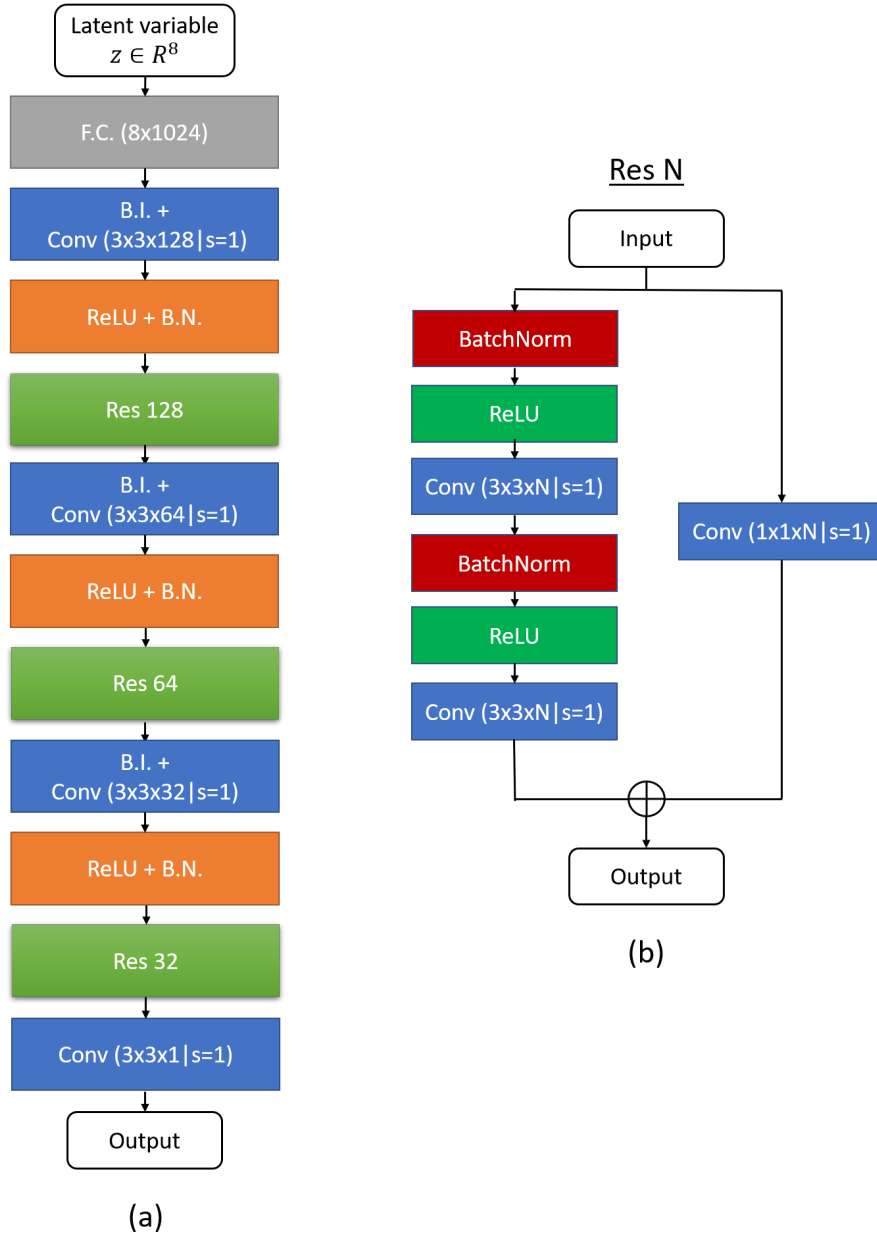 Latent variable
z ∈ R⁸
F.C. (8x1024)
B.I. +
Conv (3x3x128|s=1)
ReLU + B.N.
Res 128
B.I. +
Conv (3x3x64|s=1)
ReLU + B.N.
Res 64
B.I. +
Conv (3x3x32|s=1)
ReLU + B.N.
Res 32
Conv (3x3x1|s=1)
Output
(a)
Res N
Input
BatchNorm
ReLU
Conv (3x3xN|s=1)
BatchNorm
ReLU
Conv (3x3xN|s=1)
Conv (1x1xN|s=1)
Output
(b)